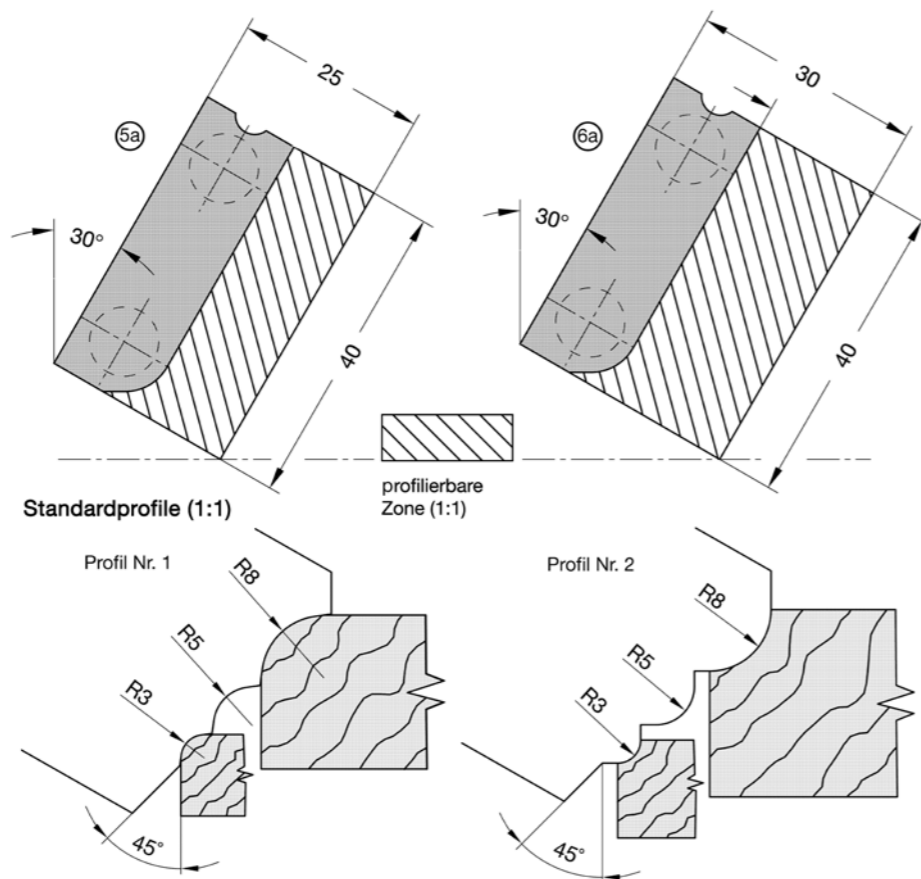 25
5a
30°
40
30
6a
30°
40
profilierbare
Zone (1:1)
Standardprofile (1:1)
Profil Nr. 1
R8
R5
R3
45°
Profil Nr. 2
R8
R5
R3
45°